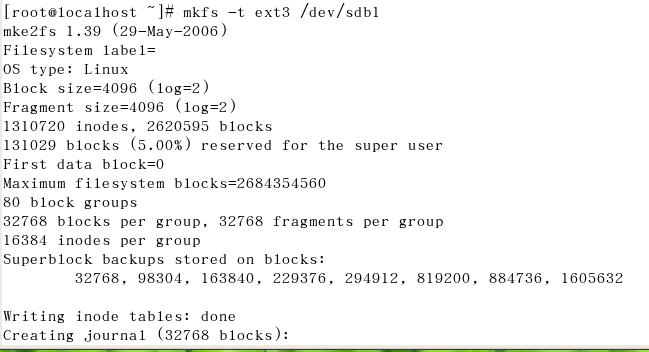 [root@localhost ~]# mkfs -t ext3 /dev/sdb1
mke2fs 1.39 (29-May-2006)
Filesystem label=
OS type: Linux
Block size=4096 (log=2)
Fragment size=4096 (log=2)
1310720 inodes, 2620595 blocks
131029 blocks (5.00%) reserved for the super user
First data block=0
Maximum filesystem blocks=2684354560
80 block groups
32768 blocks per group, 32768 fragments per group
16384 inodes per group
Superblock backups stored on blocks:
        32768, 98304, 163840, 229376, 294912, 819200, 884736, 1605632

Writing inode tables: done
Creating journal (32768 blocks):